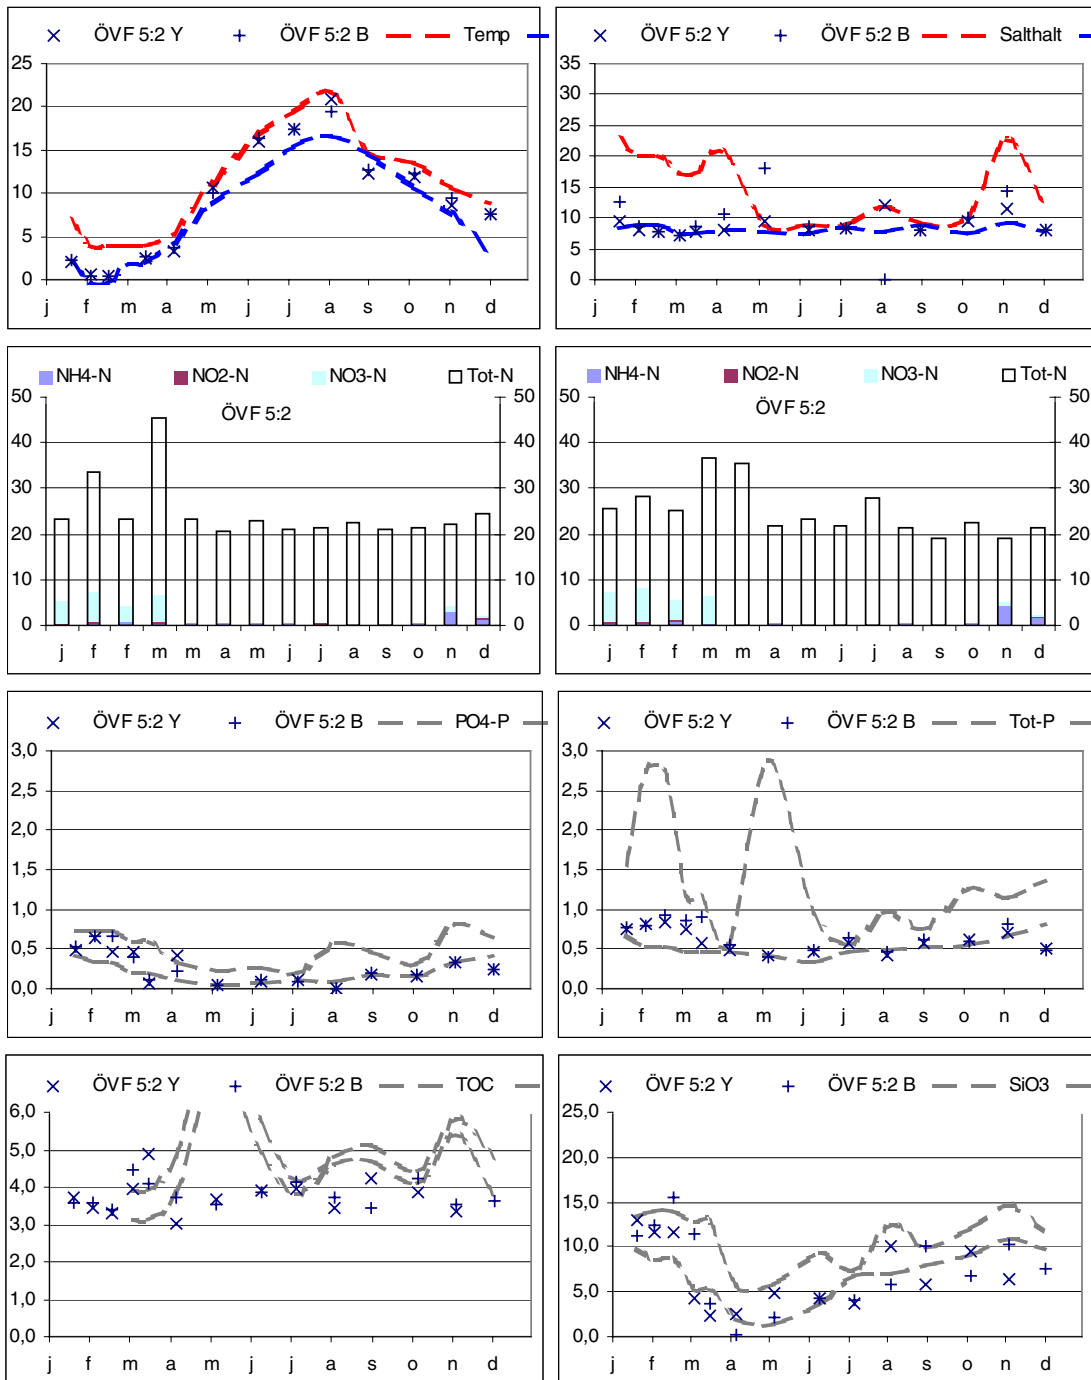 ÖVF 5:2 Y ÖVF 5:2 B Temp
25
20
15
10
5
0
j f m a m j j a s o n d
ÖVF 5:2 Y ÖVF 5:2 B Salthalt
35
30
25
20
15
10
5
0
j f m a m j j a s o n d
NH4-N NO2-N NO3-N Tot-N
ÖVF 5:2
50 50
40 40
30 30
20 20
10 10
0 0
j f f m a m j j a s o n d
NH4-N NO2-N NO3-N Tot-N
ÖVF 5:2
50 50
40 40
30 30
20 20
10 10
0 0
j f f m m a m j j a s o n d
ÖVF 5:2 Y ÖVF 5:2 B PO4-P
3,0
2,5
2,0
1,5
1,0
0,5
0,0
j f m a m j j a s o n d
ÖVF 5:2 Y ÖVF 5:2 B Tot-P
3,0
2,5
2,0
1,5
1,0
0,5
0,0
j f m a m j j a s o n d
ÖVF 5:2 Y ÖVF 5:2 B TOC
6,0
5,0
4,0
3,0
2,0
1,0
0,0
j f m a m j j a s o n d
ÖVF 5:2 Y ÖVF 5:2 B SiO3
25,0
20,0
15,0
10,0
5,0
0,0
j f m a m j j a s o n d